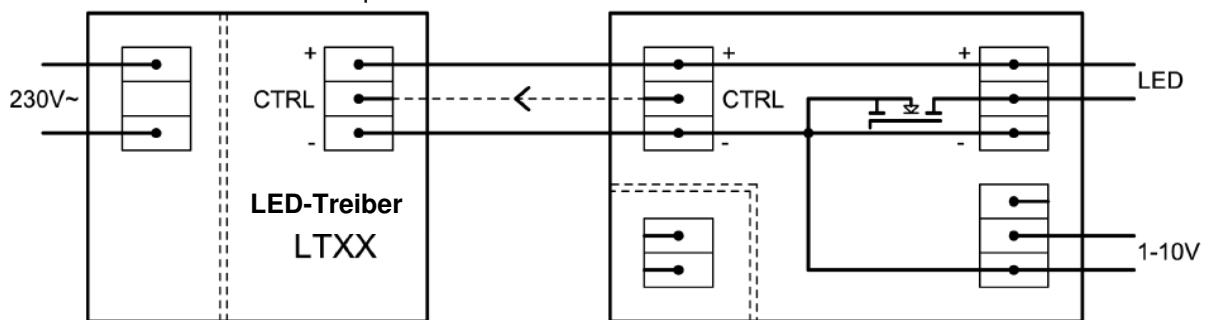 230V~
+
CTRL
-
LED-Treiber
LTXX
+
CTRL
-
+
-
LED
1-10V